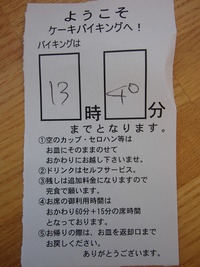 ようこそ
ケーキバイキングへ！
バイキングは
13 時 40 分
までとなります。
①空のカップ・セロハン等は
お皿にそのままのせて
おかわりにお越し下さいませ。
②ドリンクはセルフサービス。
③残しは追加料金になりますので
完食で願います。
④お席の御利用時間は
おかわり60分＋15分の席時間
となっております。
⑤お帰りの際は、お皿を返却口まで
お戻しください。
ありがとうございます。